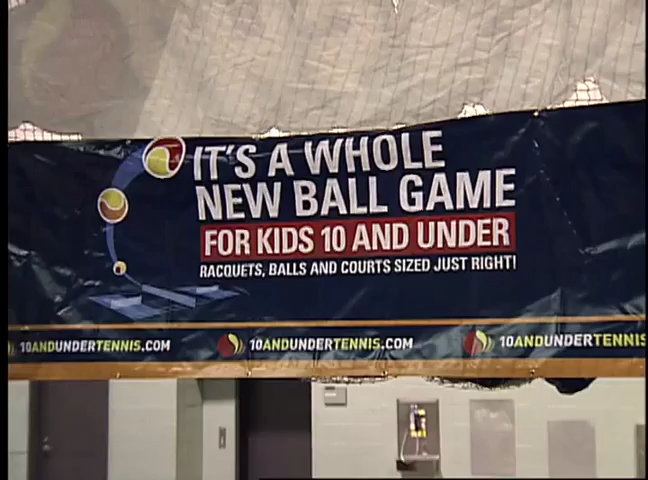 IT'S A WHOLE
NEW BALL GAME
FOR KIDS 10 AND UNDER
RACQUETS, BALLS AND COURTS SIZED JUST RIGHT!
10ANDUNDERTENNIS.COM 10ANDUNDERTENNIS.COM 10ANDUNDERTENNIS